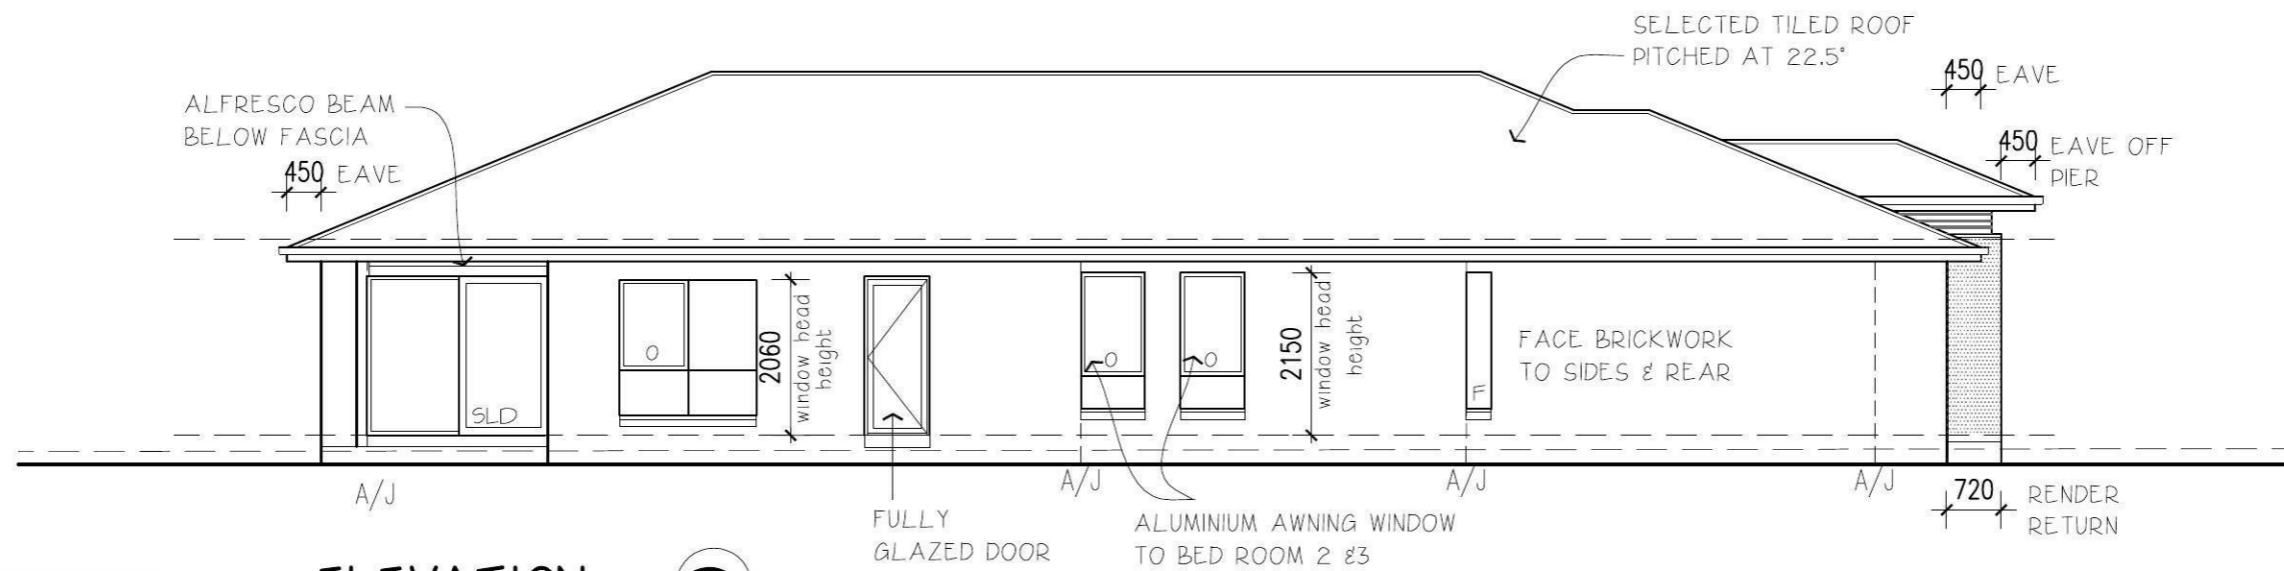 SELECTED TILED ROOF
PITCHED AT 22.5°
450 EAVE
ALFRESCO BEAM
BELOW FASCIA
450 EAVE OFF
PIER
450 EAVE
O
SLD
2060
window head
height
O
O
2150
window head
height
F
FACE BRICKWORK
TO SIDES & REAR
A/J
A/J
A/J
A/J
720 RENDER
RETURN
FULLY
GLAZED DOOR
ALUMINIUM AWNING WINDOW
TO BED ROOM 2 &3
ELEVATION